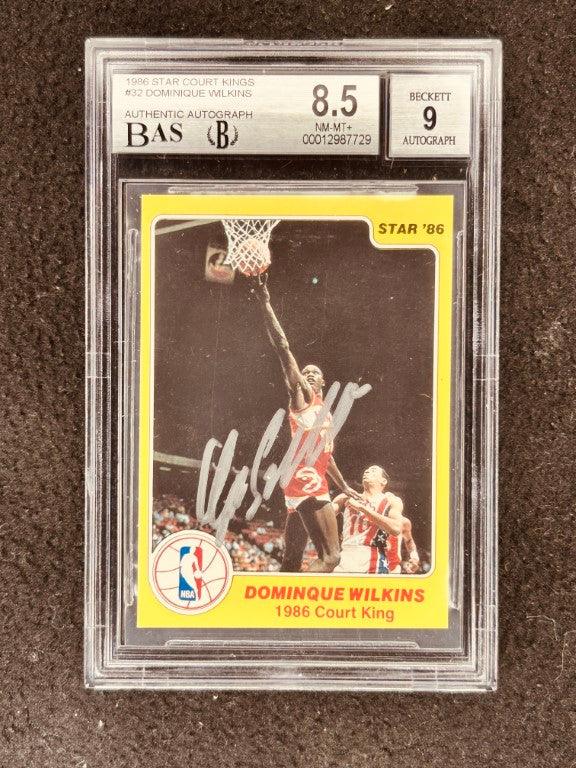 1986 STAR COURT KINGS
#32 DOMINIQUE WILKINS
AUTHENTIC AUTOGRAPH
BAS B
8.5
NM-MT+
00012987729
BECKETT
9
AUTOGRAPH
STAR '86
NBA
DOMINQUE WILKINS
1986 Court King